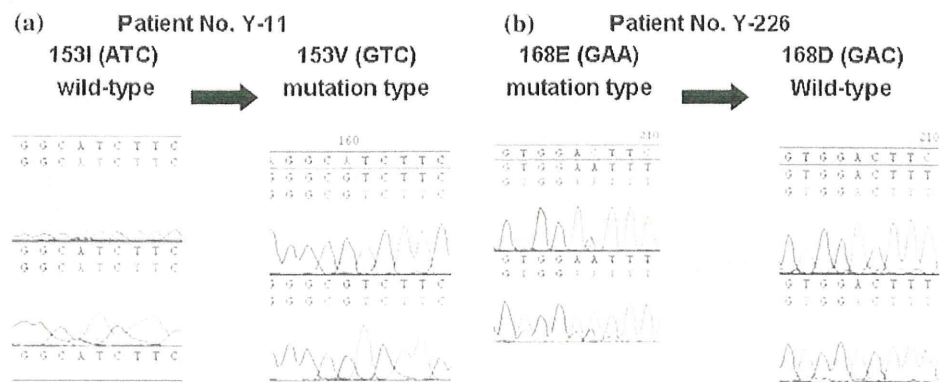 (a) Patient No. Y-11
153I (ATC)
wild-type
153V (GTC)
mutation type
G G C A T C T T C
G G C A T C T T C
G G C A T C T T C
G G C A T C T T C
G G C A T C T T C
160
G G C A T C T T C
G G G C G T C T T C
G G G C G T C T T C
G G G C G T C T T C
(b) Patient No. Y-226
168E (GAA)
mutation type
168D (GAC)
Wild-type
210
G T G G A C T T C
G T G G A A T T T
G T G G
G T G G A A T T T
G T G G
210
G T G G A C T T C
G T G G A C T T T
G T G G A C T T T
G T G G A C T T T